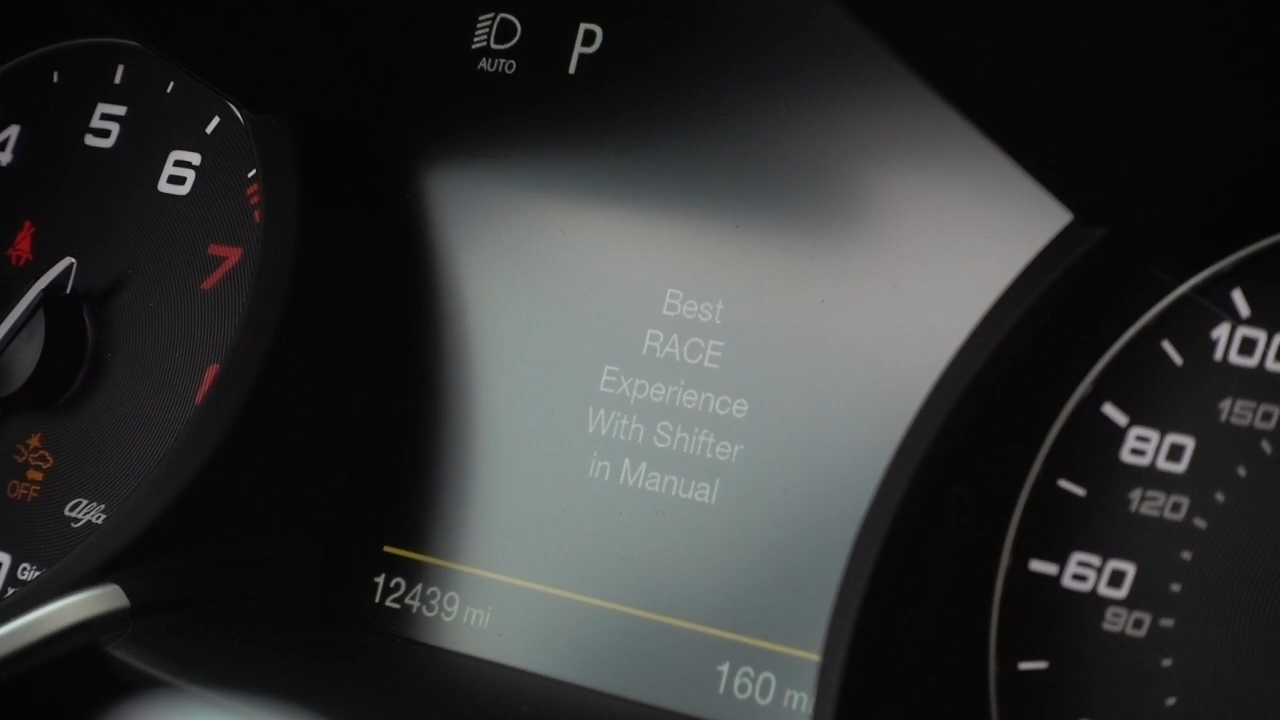 AUTO P
4
5
6
7
OFF
Alfa
Best
RACE
Experience
With Shifter
in Manual
12439 mi
160 m
100
150
80
120
60
90